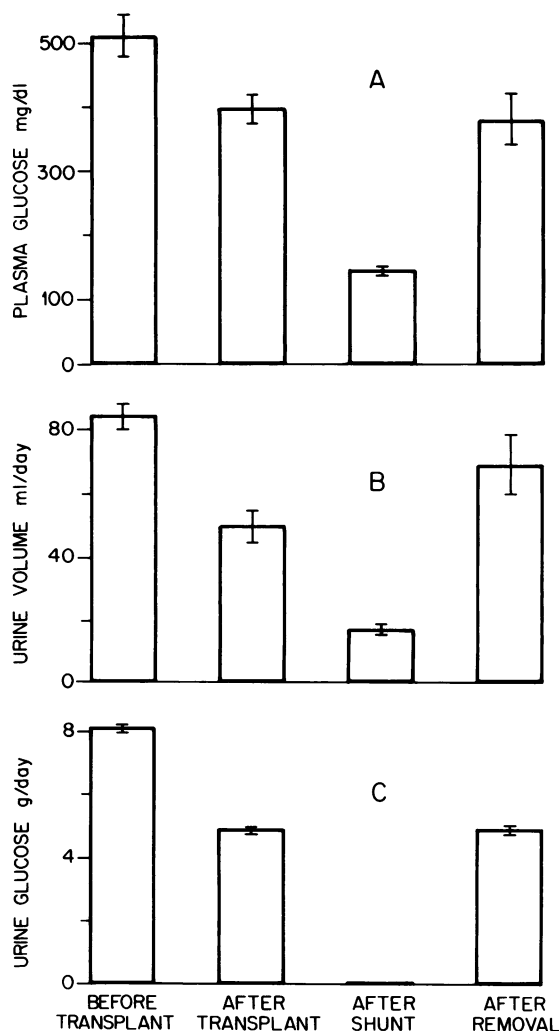 PLASMA GLUCOSE mg/dl
500
300
100
0
A
URINE VOLUME ml/day
80
40
0
B
URINE GLUCOSE g/day
8
4
0
C
BEFORE TRANSPLANT
AFTER TRANSPLANT
AFTER SHUNT
AFTER REMOVAL